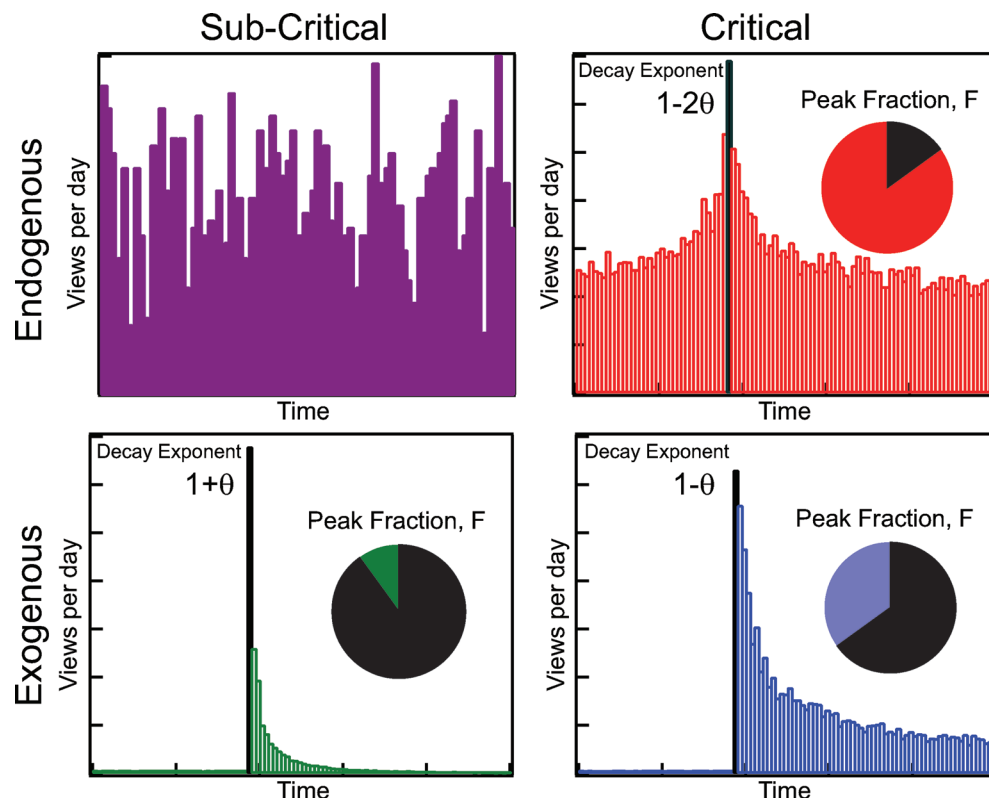 Sub-Critical
Critical
Endogenous
Views per day
Time
Decay Exponent
1-2θ
Peak Fraction, F
Views per day
Time
Exogenous
Views per day
Decay Exponent
1+θ
Peak Fraction, F
Time
Views per day
Decay Exponent
1-θ
Peak Fraction, F
Time